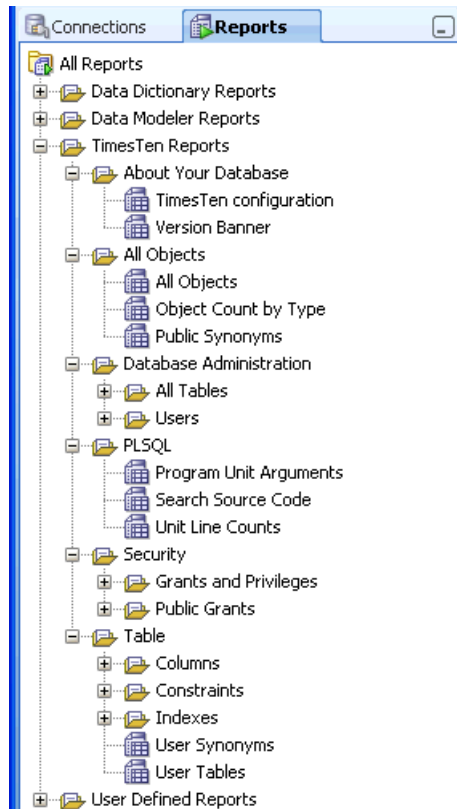 Connections Reports
All Reports
Data Dictionary Reports
Data Modeler Reports
TimesTen Reports
About Your Database
TimesTen configuration
Version Banner
All Objects
All Objects
Object Count by Type
Public Synonyms
Database Administration
All Tables
Users
PLSQL
Program Unit Arguments
Search Source Code
Unit Line Counts
Security
Grants and Privileges
Public Grants
Table
Columns
Constraints
Indexes
User Synonyms
User Tables
User Defined Reports